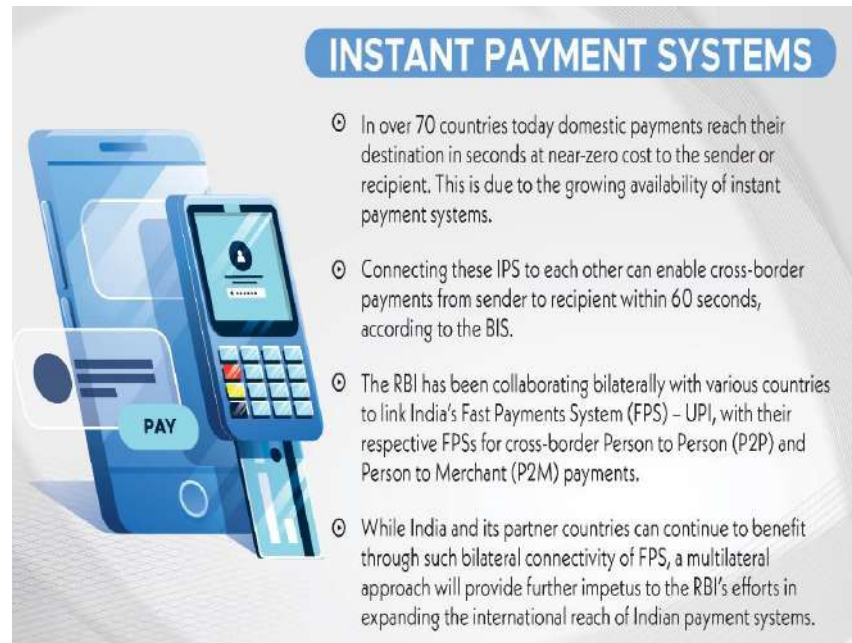 INSTANT PAYMENT SYSTEMS
In over 70 countries today domestic payments reach their
destination in seconds at near-zero cost to the sender or
recipient. This is due to the growing availability of instant
payment systems.
Connecting these IPS to each other can enable cross-border
payments from sender to recipient within 60 seconds,
according to the BIS.
The RBI has been collaborating bilaterally with various countries
to link India's Fast Payments System (FPS) – UPI, with their
respective FPSs for cross-border Person to Person (P2P) and
Person to Merchant (P2M) payments.
While India and its partner countries can continue to benefit
through such bilateral connectivity of FPS, a multilateral
approach will provide further impetus to the RBI's efforts in
expanding the international reach of Indian payment systems.
PAY